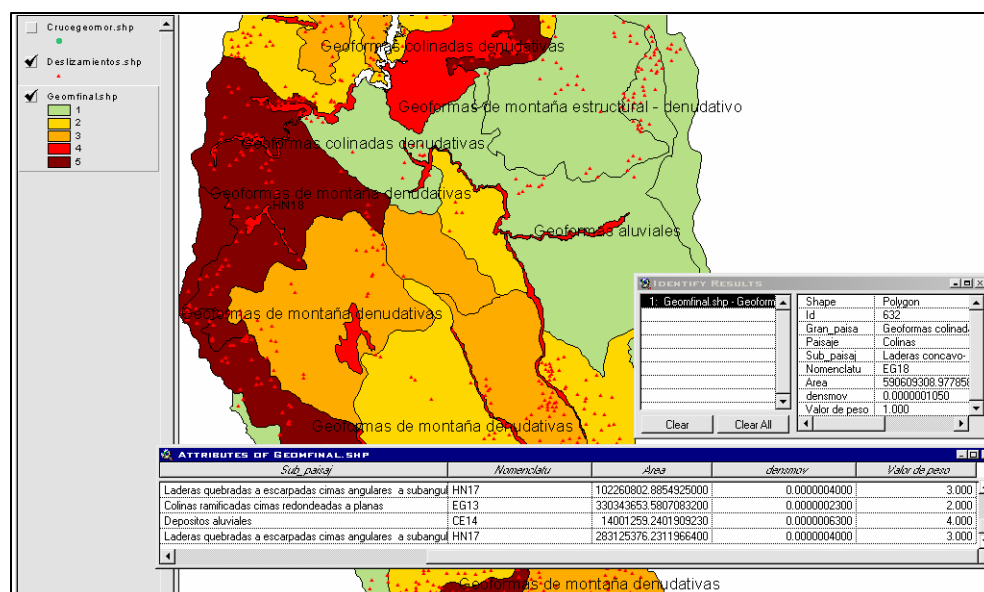 Crucegeomor.shp
Deslizamientos.shp
Geomfinal.shp
1
2
3
4
5
Geoformas colinadas denudativas
Geoformas de montaña estructural - denudativo
Geoformas colinadas denudativas
Geoformas de montaña denudativas
HN18
Geoformas aluviales
Geoformas de montaña denudativas
Geoformas de montaña denudativas
Identify Results
1: Geomfinal.shp - Geoform
Shape Polygon
Id 632
Gran_paisa Geoformas colinad
Paisaje Colinas
Sub_paisaj Laderas concavo-
Nomenclatu EG18
Area 590609308.977858
densmov 0.0000001050
Valor de peso 1.000
Clear Clear All
Attributes of Geomfinal.shp
Sub_paisaj Nomenclatu Area densmov Valor de peso
Laderas quebradas a escarpadas cimas angulares a subangul HN17 102260802.8854925000 0.0000004000 3.000
Colinas ramificadas cimas redondeadas a planas EG13 330343653.5807083200 0.0000002300 2.000
Depositos aluviales CE14 14001259.2401909230 0.0000006300 4.000
Laderas quebradas a escarpadas cimas angulares a subangul HN17 283125376.2311966400 0.0000004000 3.000
Geoformas de montaña denudativas